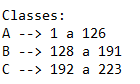 Classes:
A --> 1 a 126
B --> 128 a 191
C --> 192 a 223